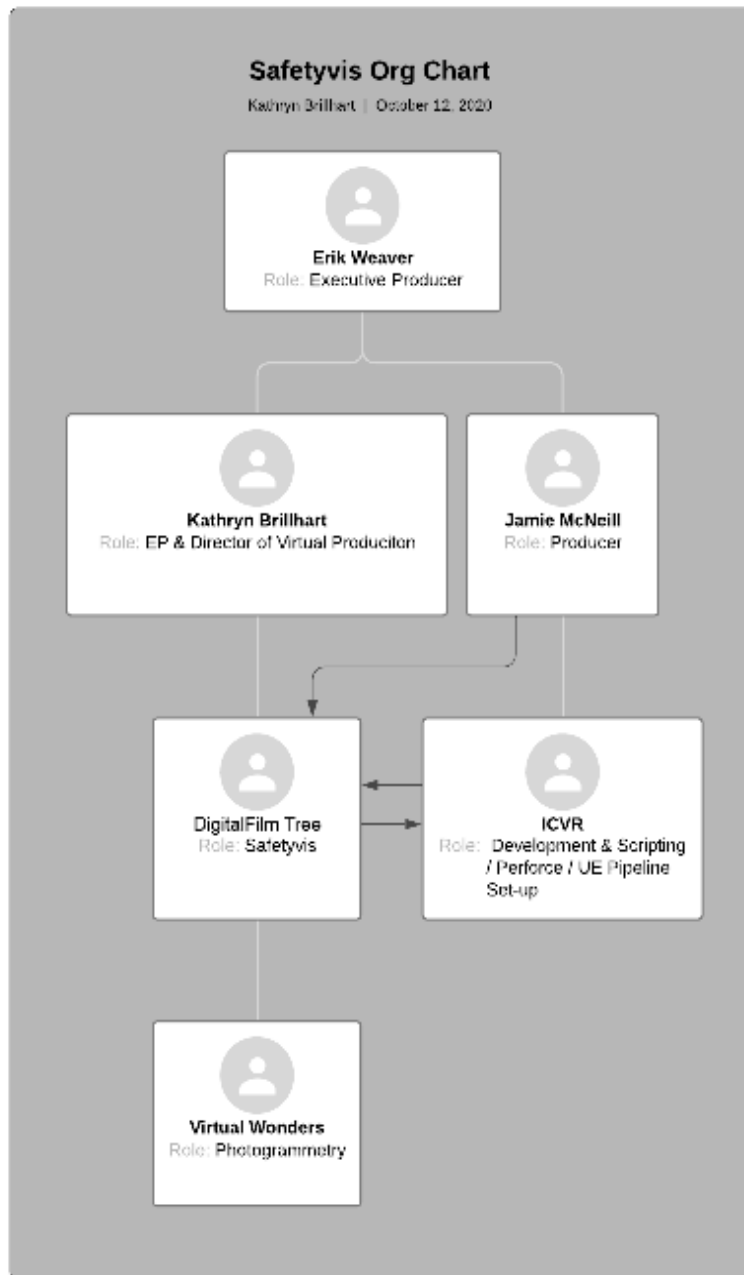 Safetyvis Org Chart
Kathryn Brillhart | October 12, 2020
Erik Weaver
Role: Executive Producer
Kathryn Brillhart
Role: EP & Director of Virtual Produciton
Jamie McNeill
Role: Producer
DigitalFilm Tree
Role: Safetyvis
ICVR
Role: Development & Scripting
/ Perforce / UE Pipeline
Set-up
Virtual Wonders
Role: Photogrammetry